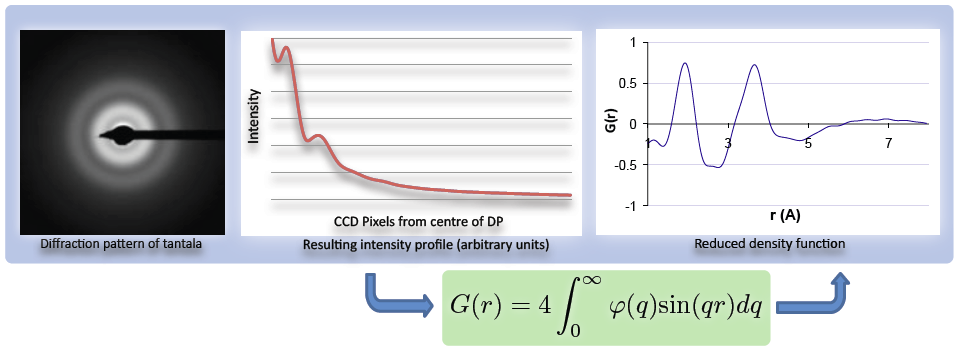 Intensity
CCD Pixels from centre of DP
1
0.5
0
-0.5
-1
G(r)
1 3 5 7
r (A)
Diffraction pattern of tantala
Resulting intensity profile (arbitrary units)
Reduced density function
G(r) = 4 ∫₀^∞ φ(q)sin(qr)dq